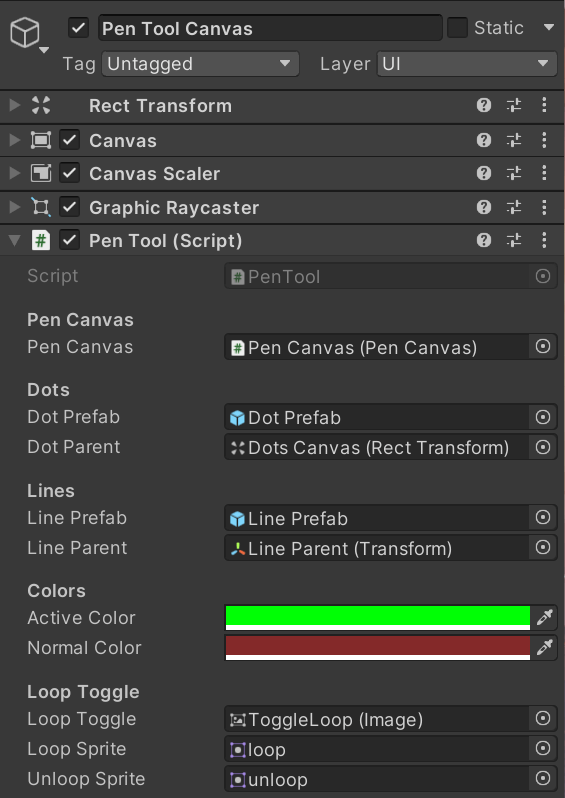 Pen Tool Canvas Static
Tag Untagged Layer UI
Rect Transform
Canvas
Canvas Scaler
Graphic Raycaster
# Pen Tool (Script)
Script # PenTool
Pen Canvas
Pen Canvas # Pen Canvas (Pen Canvas)
Dots
Dot Prefab Dot Prefab
Dot Parent Dots Canvas (Rect Transform)
Lines
Line Prefab Line Prefab
Line Parent Line Parent (Transform)
Colors
Active Color
Normal Color
Loop Toggle
Loop Toggle ToggleLoop (Image)
Loop Sprite loop
Unloop Sprite unloop